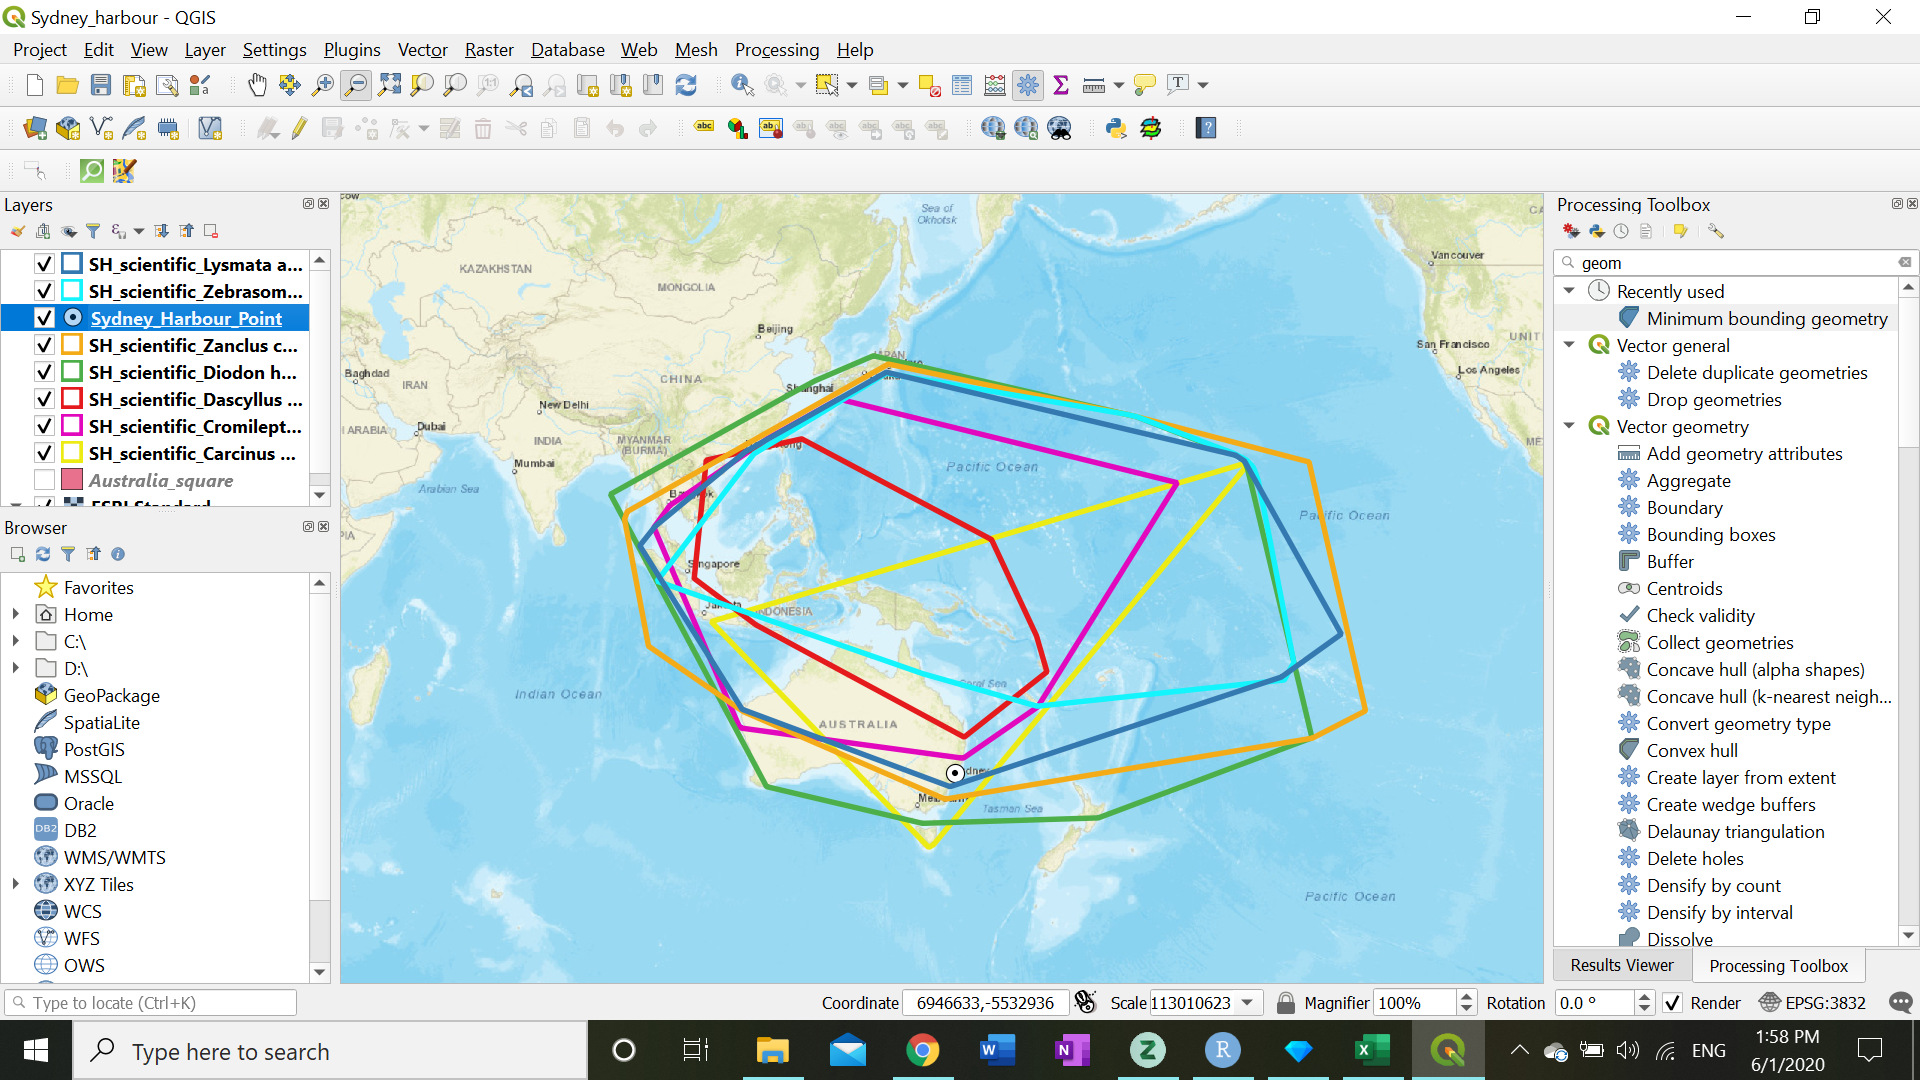 Sydney_harbour - QGIS
Project Edit View Layer Settings Plugins Vector Raster Database Web Mesh Processing Help
Layers
SH_scientific_Lysmata a...
SH_scientific_Zebrasom...
Sydney_Harbour_Point
SH_scientific_Zanclus c...
SH_scientific_Diodon h...
SH_scientific_Dascyllus ...
SH_scientific_Cromilept...
SH_scientific_Carcinus ...
Australia_square
Browser
Favorites
Home
C:\
D:\
GeoPackage
SpatiaLite
PostGIS
MSSQL
Oracle
DB2
WMS/WMTS
XYZ Tiles
WCS
WFS
OWS
Sea of Okhotsk
KAZAKHSTAN
MONGOLIA
Beijing
JAPAN
Baghdad
IRAN
CHINA
Shanghai
New Delhi
ARABIA
Dubai
INDIA
MYANMAR (BURMA)
Mumbai
Arabian Sea
Pacific Ocean
Pacific Ocean
Singapore
INDONESIA
Indian Ocean
Coral Sea
AUSTRALIA
Tasman Sea
Pacific Ocean
Vancouver
San Francisco
UNIT
Los Angeles
ME
Processing Toolbox
geom
Recently used
Minimum bounding geometry
Vector general
Delete duplicate geometries
Drop geometries
Vector geometry
Add geometry attributes
Aggregate
Boundary
Bounding boxes
Buffer
Centroids
Check validity
Collect geometries
Concave hull (alpha shapes)
Concave hull (k-nearest neigh...
Convert geometry type
Convex hull
Create layer from extent
Create wedge buffers
Delaunay triangulation
Delete holes
Densify by count
Densify by interval
Dissolve
Results Viewer Processing Toolbox
Type to locate (Ctrl+K)
Coordinate 6946633,-5532936 Scale 113010623 Magnifier 100% Rotation 0.0 ° Render EPSG:3832
Type here to search
ENG
1:58 PM
6/1/2020